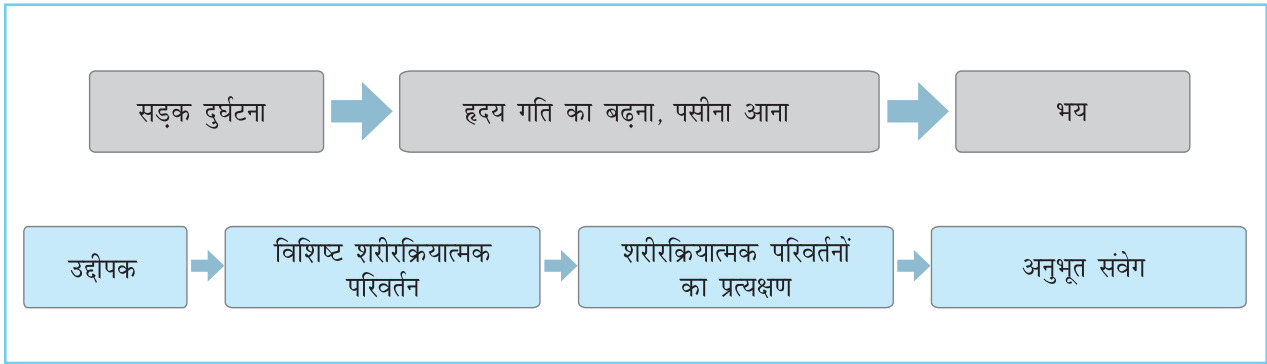 सड़क दुर्घटना
हृदय गति का बढ़ना, पसीना आना
भय
उद्दीपक
विशिष्ट शरीरक्रियात्मक
परिवर्तन
शरीरक्रियात्मक परिवर्तनों
का प्रत्यक्षण
अनुभूत संवेग